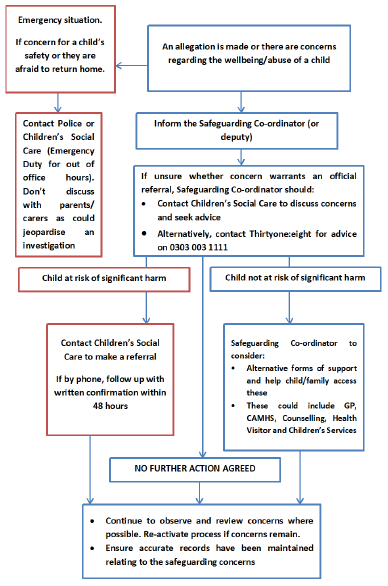 Emergency situation.
If concern for a child's
safety or they are
afraid to return home.
An allegation is made or there are concerns
regarding the wellbeing/abuse of a child
Contact Police or
Children's Social
Care (Emergency
Duty for out of
office hours).
Don't discuss
with parents/
carers as could
jeopardise an
investigation
Inform the Safeguarding Co-ordinator (or
deputy)
If unsure whether concern warrants an official
referral, Safeguarding Co-ordinator should:
• Contact Children's Social Care to discuss concerns
and seek advice
• Alternatively, contact Thirtyone:eight for advice
on 0303 003 1111
Child at risk of significant harm
Child not at risk of significant harm
Contact Children's Social
Care to make a referral
If by phone, follow up with
written confirmation within
48 hours
Safeguarding Co-ordinator to
consider:
• Alternative forms of support
and help child/family access
these
• These could include GP,
CAMHS, Counselling, Health
Visitor and Children's Services
NO FURTHER ACTION AGREED
• Continue to observe and review concerns where
possible. Re-activate process if concerns remain.
• Ensure accurate records have been maintained
relating to the safeguarding concerns